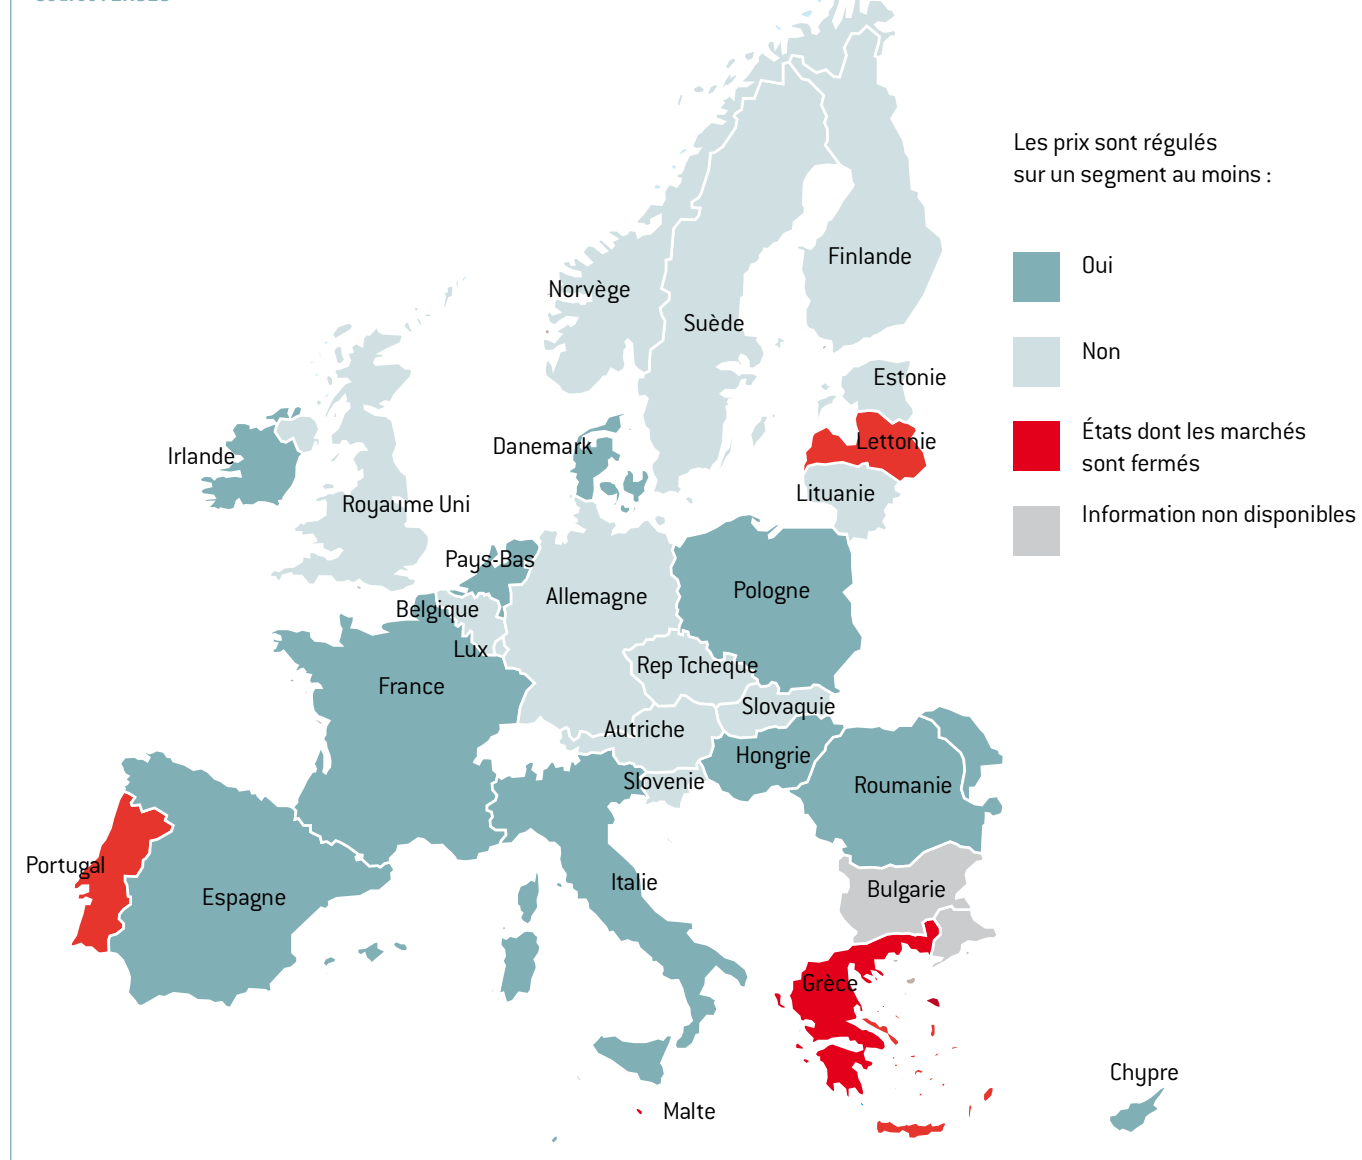 Les prix sont régulés
sur un segment au moins :
Oui
Non
États dont les marchés
sont fermés
Information non disponibles
Finlande
Norvège
Suède
Estonie
Lettonie
Lituanie
Danemark
Irlande
Royaume Uni
Pays-Bas
Belgique
Lux
Allemagne
Pologne
Rep Tcheque
France
Slovaquie
Autriche
Hongrie
Slovenie
Roumanie
Portugal
Espagne
Italie
Bulgarie
Grèce
Chypre
Malte